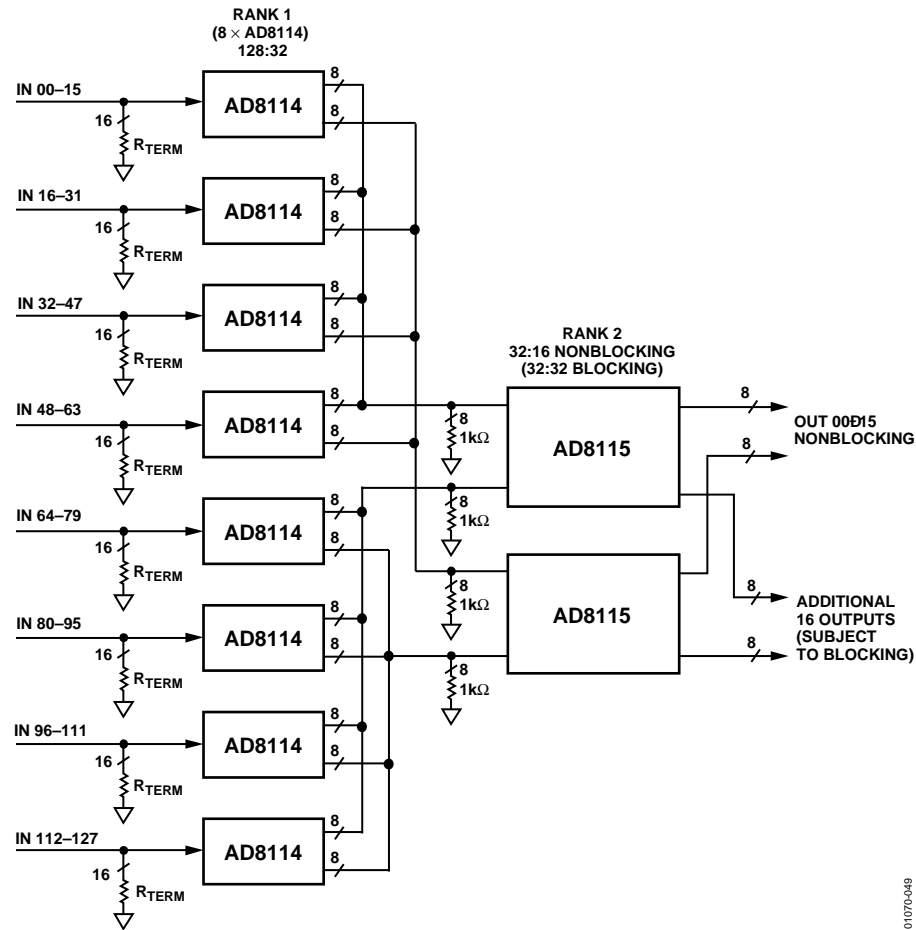 RANK 1
(8 × AD8114)
128:32
IN 00–15
16
RTERM
AD8114
8
8
IN 16–31
16
RTERM
AD8114
8
8
IN 32–47
16
RTERM
AD8114
8
8
IN 48–63
16
RTERM
AD8114
8
8
IN 64–79
16
RTERM
AD8114
8
8
IN 80–95
16
RTERM
AD8114
8
8
IN 96–111
16
RTERM
AD8114
8
8
IN 112–127
16
RTERM
AD8114
8
8
RANK 2
32:16 NONBLOCKING
(32:32 BLOCKING)
8
1kΩ
8
1kΩ
AD8115
8
1kΩ
8
1kΩ
AD8115
8
8
OUT 00Ð15
NONBLOCKING
8
8
ADDITIONAL
16 OUTPUTS
(SUBJECT
TO BLOCKING)
01070-049